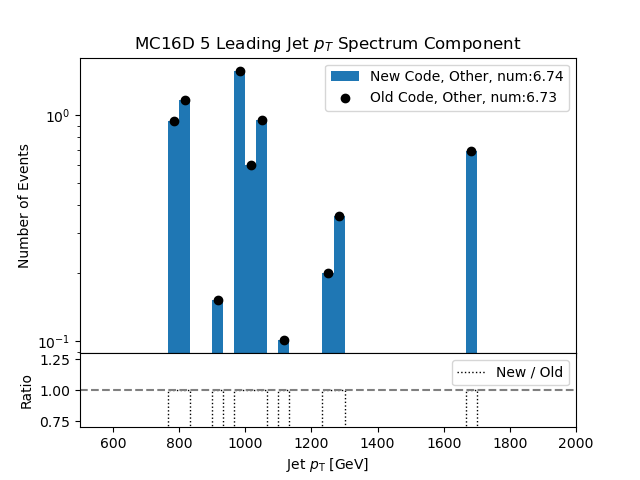 MC16D 5 Leading Jet $p_T$ Spectrum Component
New Code, Other, num:6.74
Old Code, Other, num:6.73
Number of Events
10⁰
10⁻¹
New / Old
Ratio
1.25
1.00
0.75
600 800 1000 1200 1400 1600 1800 2000
Jet $p_T$ [GeV]